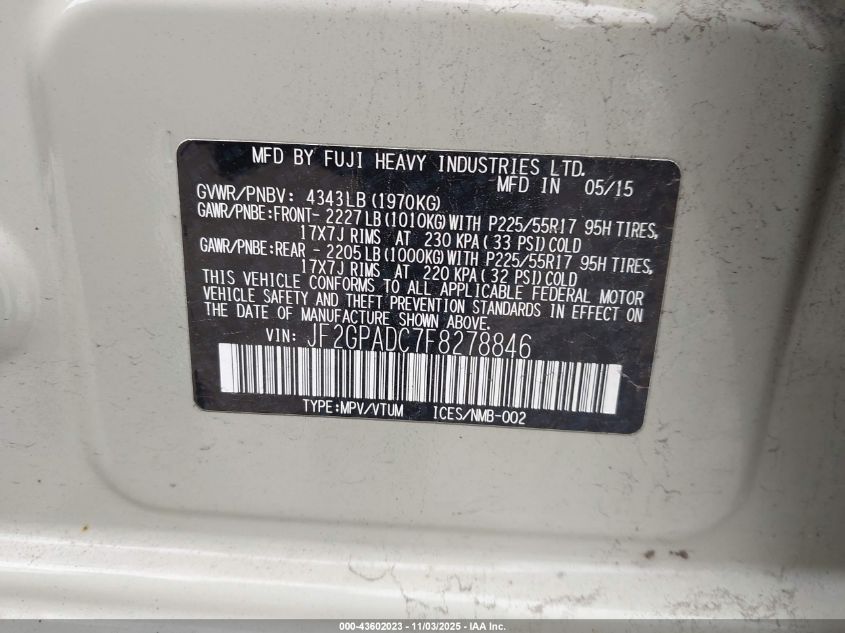 MFD BY FUJI HEAVY INDUSTRIES LTD.
MFD IN 05/15
GVWR/PNBV: 4343LB (1970KG)
GAWR/PNBE:FRONT- 2227LB (1010KG) WITH P225/55R17 95H TIRES,
17X7J RIMS AT 230 KPA ( 33 PSI) COLD
GAWR/PNBE:REAR - 2205LB (1000KG) WITH P225/55R17 95H TIRES,
17X7J RIMS AT 220 KPA ( 32 PSI) COLD
THIS VEHICLE CONFORMS TO ALL APPLICABLE FEDERAL MOTOR
VEHICLE SAFETY AND THEFT PREVENTION STANDARDS IN EFFECT ON
THE DATE OF MANUFACTURE SHOWN ABOVE.
VIN: JF2GPADC7F8278846
TYPE:MPV/VTUM ICES/NMB-002
000-43602023 - 11/03/2025 - IAA Inc.